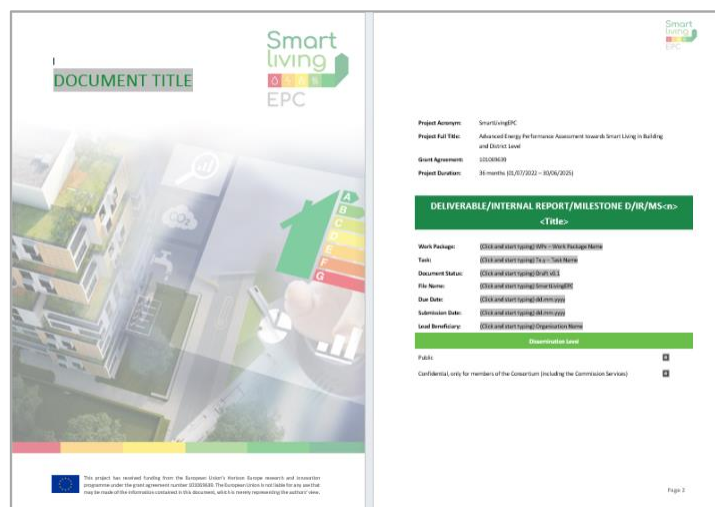 Smart
living
EPC
DOCUMENT TITLE
CO₂
A
B
C
D
E
F
G
This project has received funding from the European Union's Horizon Europe research and innovation
programme under the grant agreement number 101069639. The European Union is not liable for any use that
may be made of the information contained in this document, which is merely representing the authors' view.
Smart
living
EPC
Project Acronym: SmartLivingEPC
Project Full Title: Advanced Energy Performance Assessment towards Smart Living in Building
and District Level
Grant Agreement: 101069639
Project Duration: 36 months (01/07/2022 – 30/06/2025)
DELIVERABLE/INTERNAL REPORT/MILESTONE D/IR/MS<n>
<Title>
Work Package: (Click and start typing) WPx – Work Package Name
Task: (Click and start typing) Tx.y – Task Name
Document Status: (Click and start typing) Draft v0.1
File Name: (Click and start typing) SmartLivingEPC
Due Date: (Click and start typing) dd.mm.yyyy
Submission Date: (Click and start typing) dd.mm.yyyy
Lead Beneficiary: (Click and start typing) Organisation Name
Dissemination Level
Public
Confidential, only for members of the Consortium (including the Commission Services)
Page 2